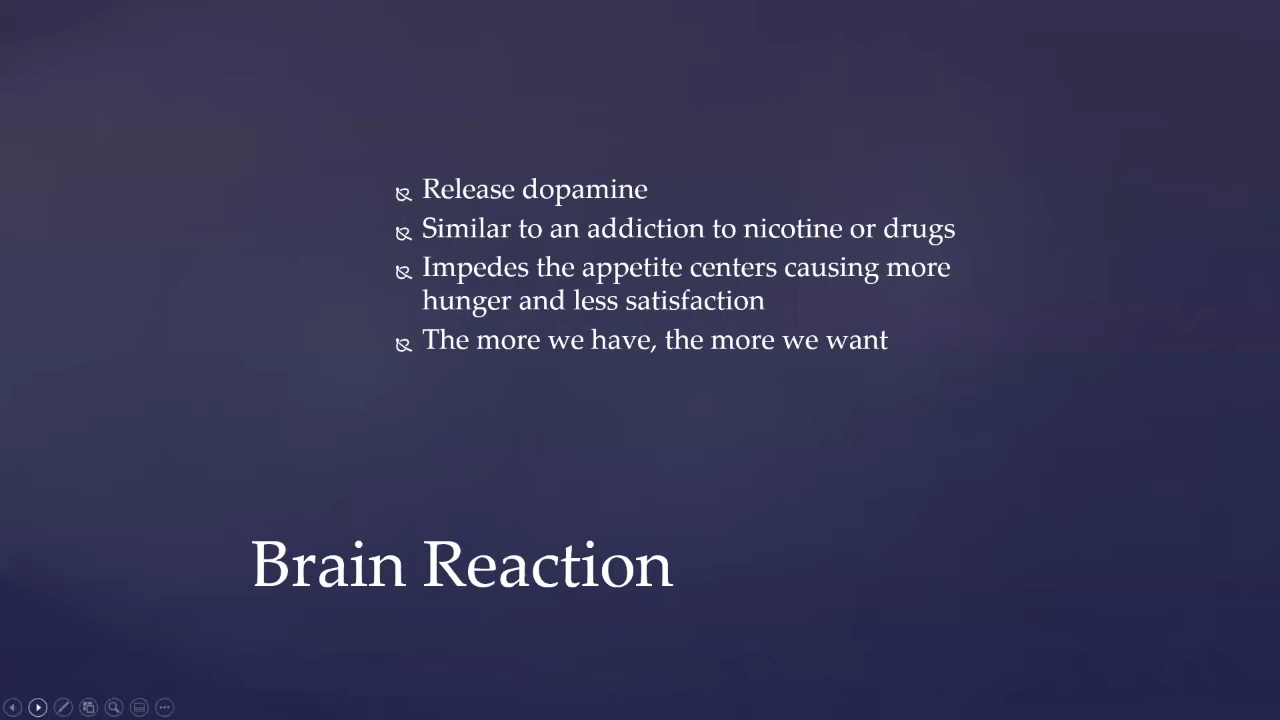 Release dopamine
Similar to an addiction to nicotine or drugs
Impedes the appetite centers causing more
hunger and less satisfaction
The more we have, the more we want
Brain Reaction